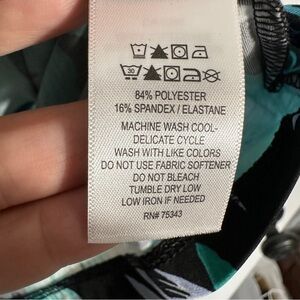 30
84% POLYESTER
16% SPANDEX / ELASTANE
MACHINE WASH COOL-
DELICATE CYCLE
WASH WITH LIKE COLORS
DO NOT USE FABRIC SOFTENER
DO NOT BLEACH
TUMBLE DRY LOW
LOW IRON IF NEEDED
RN# 75343